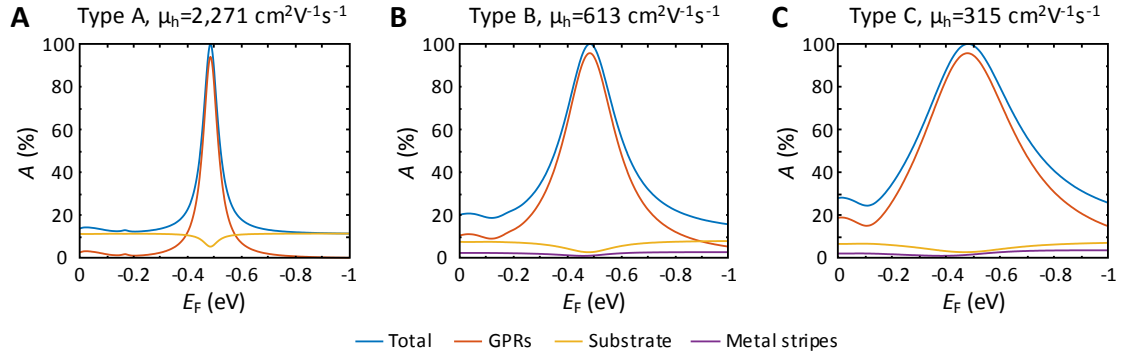 A Type A, μh=2,271 cm2V-1s-1
100
80
60
40
20
0
A (%)
0 -0.2 -0.4 -0.6 -0.8 -1
EF (eV)
B Type B, μh=613 cm2V-1s-1
100
80
60
40
20
0
A (%)
0 -0.2 -0.4 -0.6 -0.8 -1
EF (eV)
C Type C, μh=315 cm2V-1s-1
100
80
60
40
20
0
A (%)
0 -0.2 -0.4 -0.6 -0.8 -1
EF (eV)
Total GPRs Substrate Metal stripes